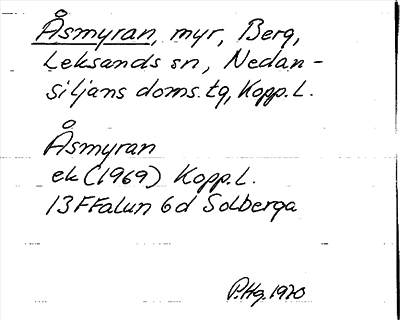 Åsmyran, myr, Berg,
Leksands sn, Nedan-
siljans doms.tg, Kopp.L.
Åsmyran
ek (1969) Kopp.L.
13F Falun 6d Solberga
P.Hg. 1970